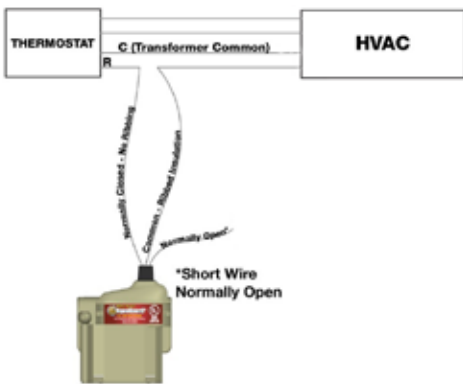 THERMOSTAT
HVAC
C (Transformer Common)
R
Normally Closed - No Ribbing
Common - Ribbed Insulation
Normally Open*
*Short Wire
Normally Open